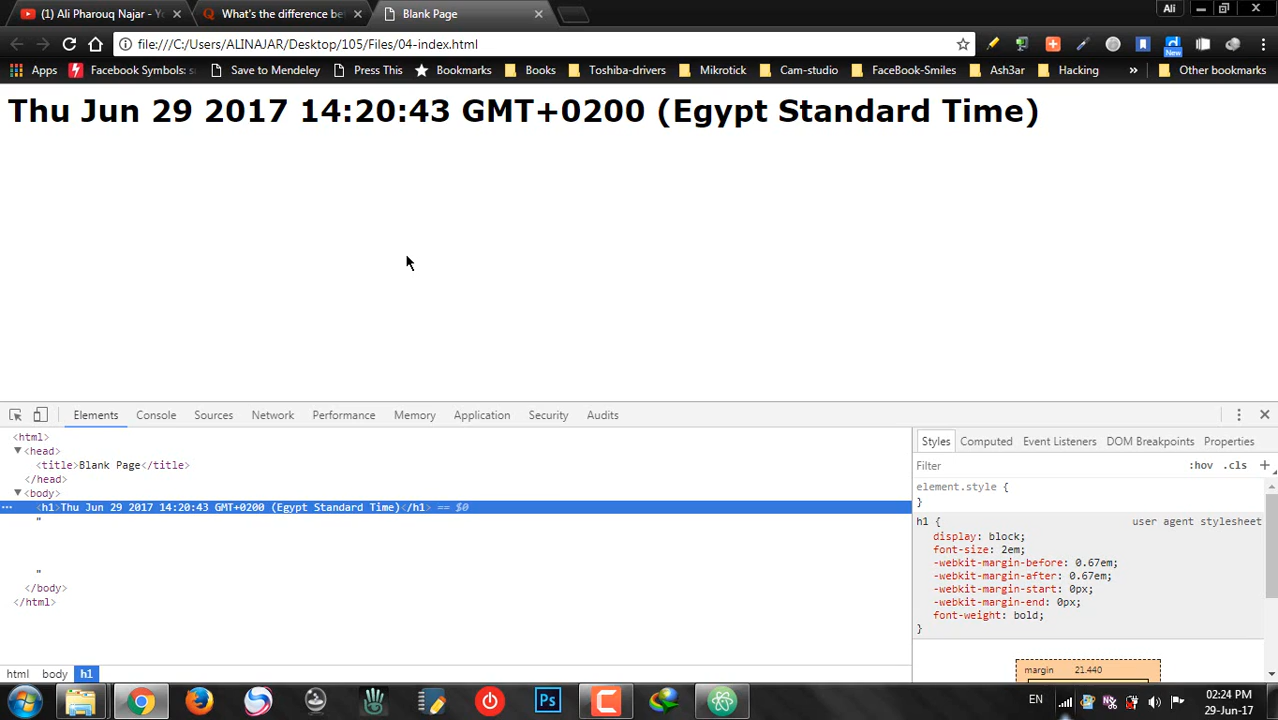 (1) Ali Pharouq Najar - Yo
What's the difference be
Blank Page
Ali
file:///C:/Users/ALINAJAR/Desktop/105/Files/04-index.html
New
Apps
Facebook Symbols: s
Save to Mendeley
Press This
Bookmarks
Books
Toshiba-drivers
Mikrotick
Cam-studio
FaceBook-Smiles
Ash3ar
Hacking
»
Other bookmarks
Thu Jun 29 2017 14:20:43 GMT+0200 (Egypt Standard Time)
Elements
Console
Sources
Network
Performance
Memory
Application
Security
Audits
<html>
<head>
<title>Blank Page</title>
</head>
<body>
<h1>Thu Jun 29 2017 14:20:43 GMT+0200 (Egypt Standard Time)</h1> == $0
"
"
</body>
</html>
html
body
h1
Styles
Computed
Event Listeners
DOM Breakpoints
Properties
Filter
:hov
.cls
+
element.style {
}
h1 {
user agent stylesheet
display: block;
font-size: 2em;
-webkit-margin-before: 0.67em;
-webkit-margin-after: 0.67em;
-webkit-margin-start: 0px;
-webkit-margin-end: 0px;
font-weight: bold;
}
margin
21.440
Ps
EN
02:24 PM
29-Jun-17